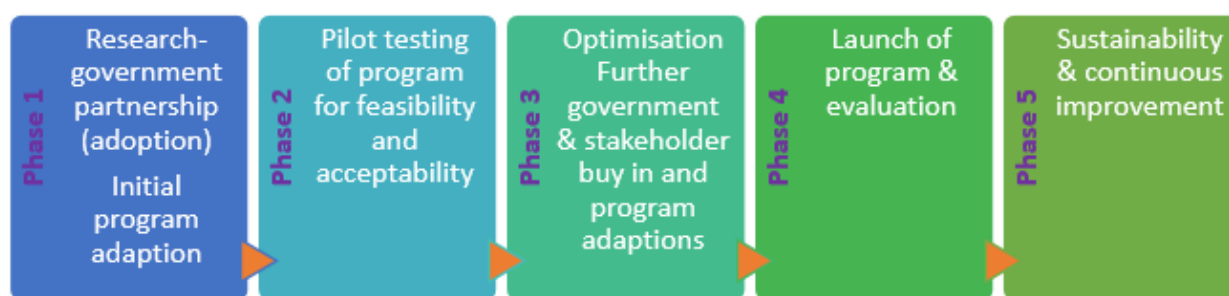 Phase 1
Research-
government
partnership
(adoption)
Initial
program
adaption
Phase 2
Pilot testing
of program
for feasibility
and
acceptability
Phase 3
Optimisation
Further
government
& stakeholder
buy in and
program
adaptions
Phase 4
Launch of
program &
evaluation
Phase 5
Sustainability
& continuous
improvement